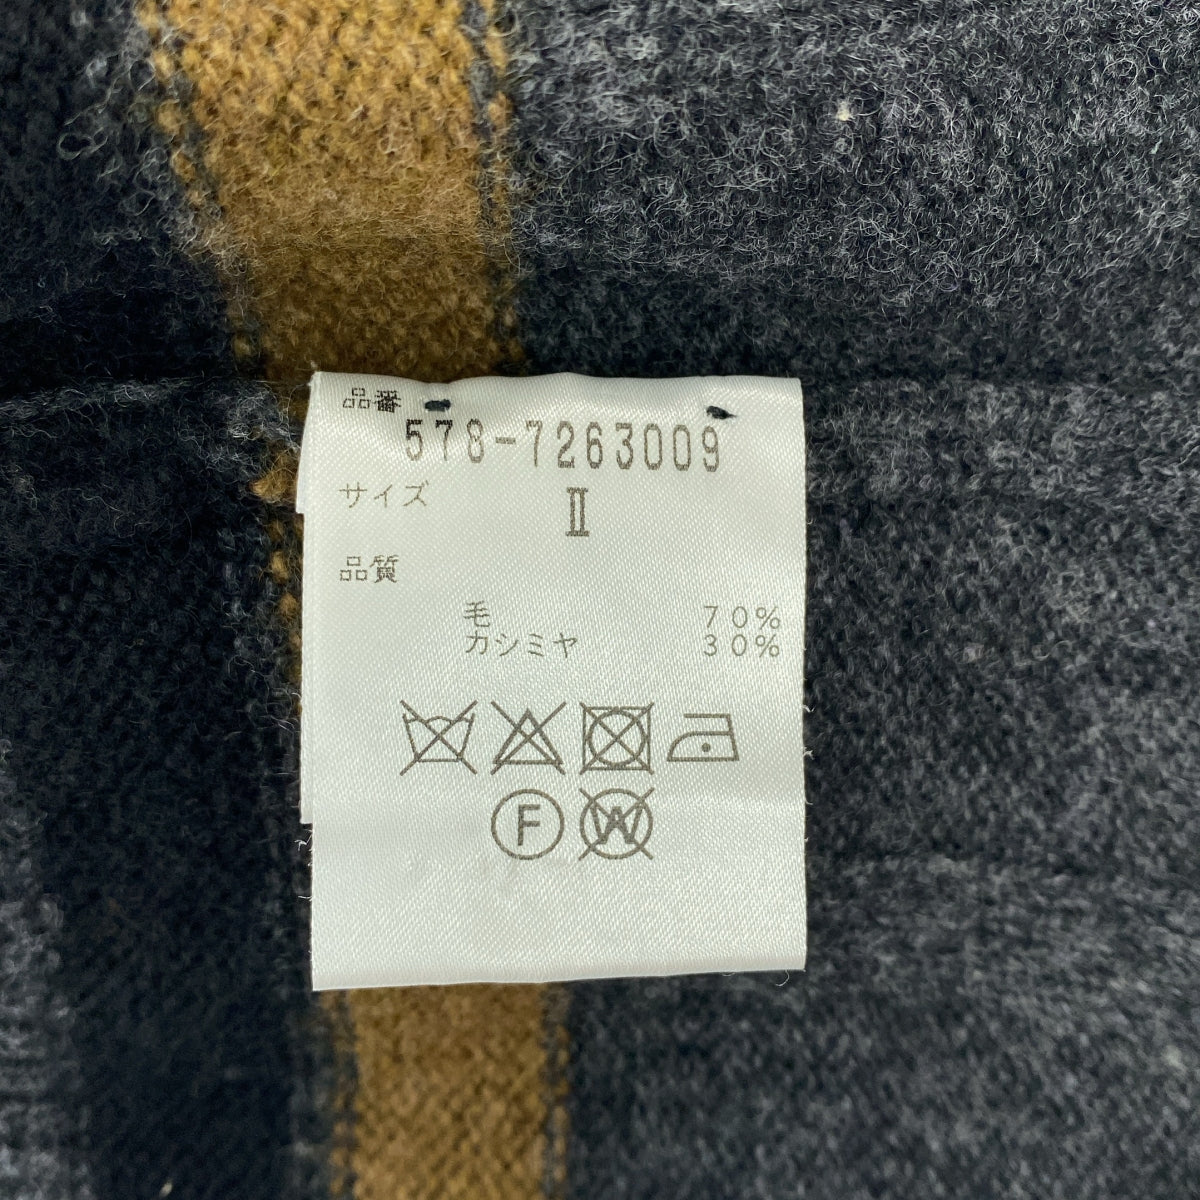 品番
578-7263009
サイズ
II
品質
毛 70%
カシミヤ 30%
F W